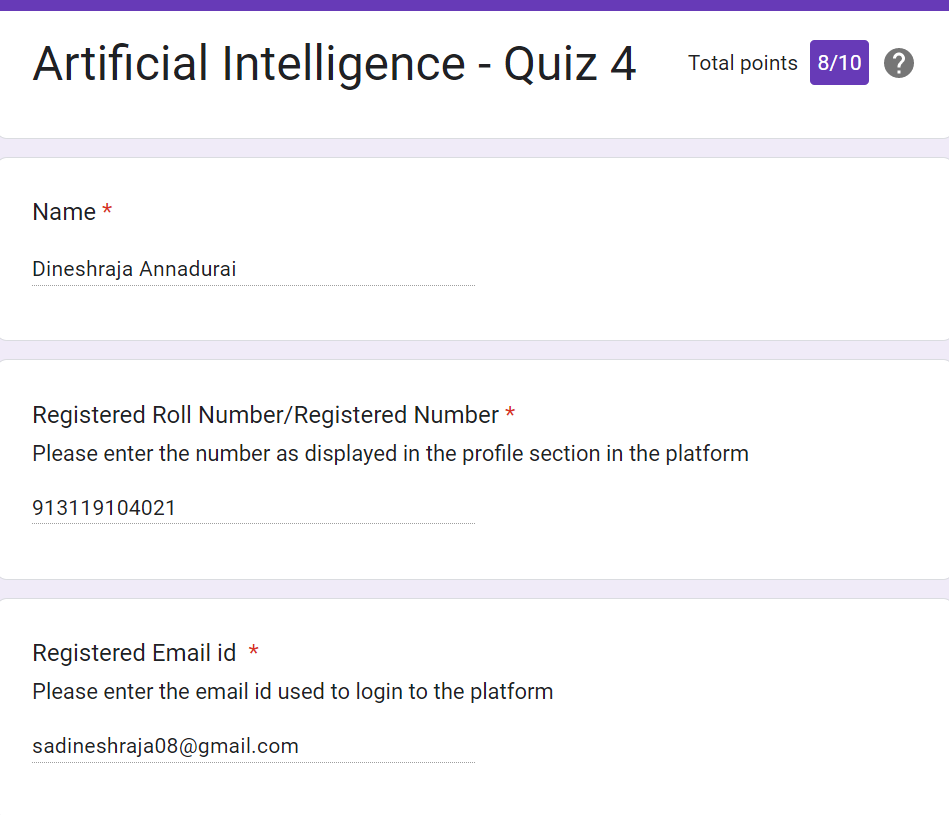 Artificial Intelligence - Quiz 4
Total points 8/10 ?
Name *
Dineshraja Annadurai
Registered Roll Number/Registered Number *
Please enter the number as displayed in the profile section in the platform
913119104021
Registered Email id *
Please enter the email id used to login to the platform
sadineshraja08@gmail.com